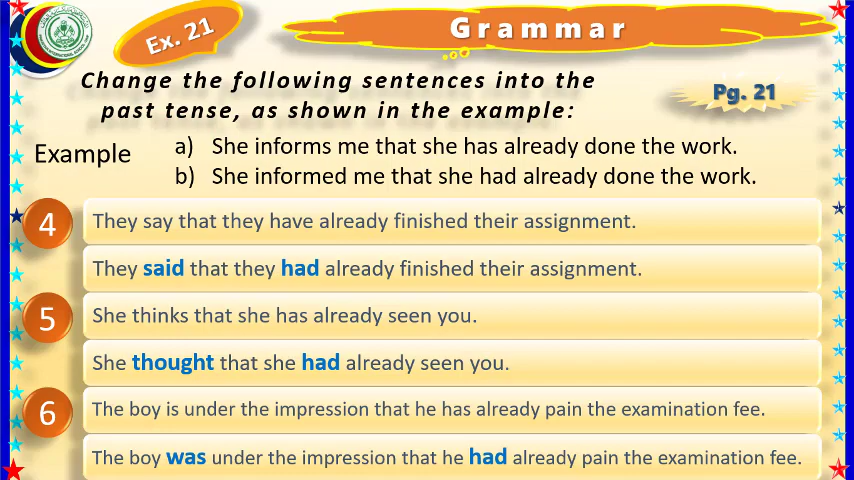 Ex. 21
Grammar
Change the following sentences into the
past tense, as shown in the example:
Pg. 21
Example
a) She informs me that she has already done the work.
b) She informed me that she had already done the work.
4
They say that they have already finished their assignment.
They said that they had already finished their assignment.
5
She thinks that she has already seen you.
She thought that she had already seen you.
6
The boy is under the impression that he has already pain the examination fee.
The boy was under the impression that he had already pain the examination fee.